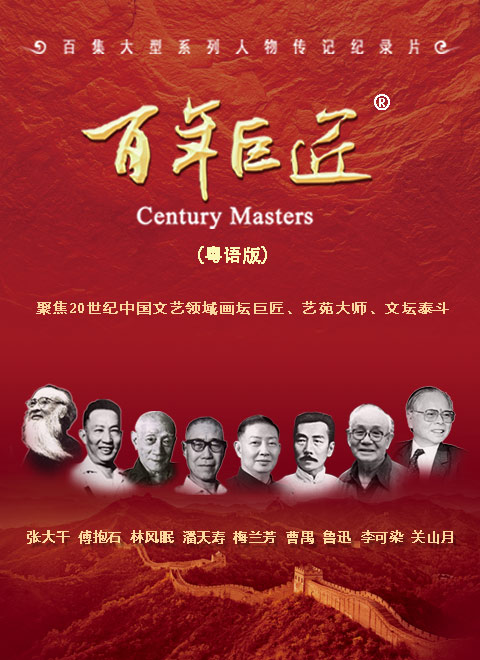 百集大型系列人物传记纪录片
百年巨匠®
Century Masters
(粤语版)
聚焦20世纪中国文艺领域画坛巨匠、艺苑大师、文坛泰斗
张大千 傅抱石 林风眠 潘天寿 梅兰芳 曹禺 鲁迅 李可染 关山月